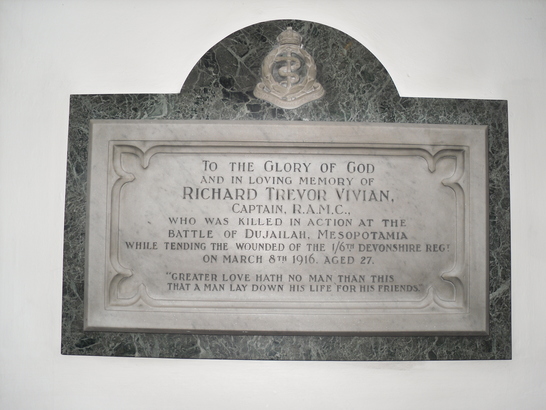 To the Glory of God
and in loving memory of
Richard Trevor Vivian,
Captain, R.A.M.C.,
who was killed in action at the
Battle of Dujailah, Mesopotamia
while tending the wounded of the 1/6th Devonshire Regt
on March 8th 1916. aged 27.
"Greater love hath no man than this
that a man lay down his life for his friends."